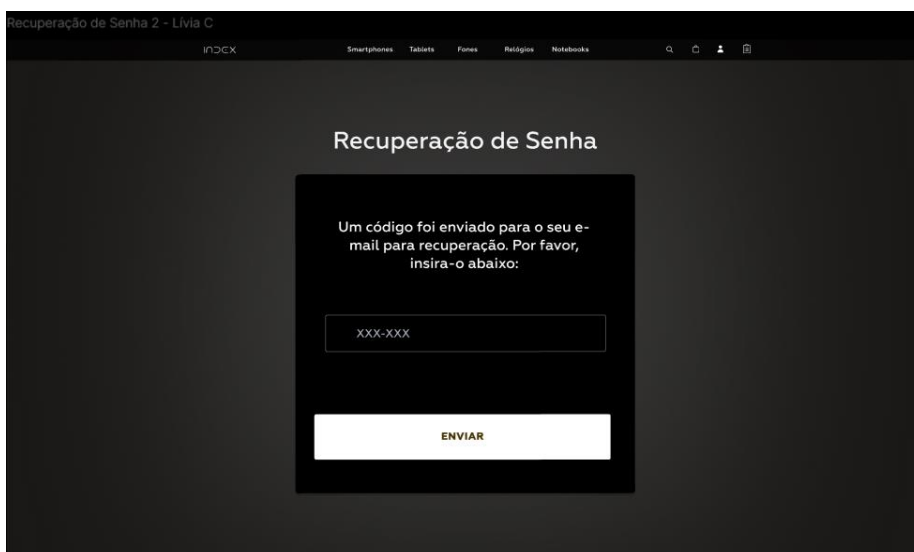 Recuperação de Senha 2 - Lívia C
INDEX Smartphones Tablets Fones Relógios Notebooks
Recuperação de Senha
Um código foi enviado para o seu e-
mail para recuperação. Por favor,
insira-o abaixo:
XXX-XXX
ENVIAR